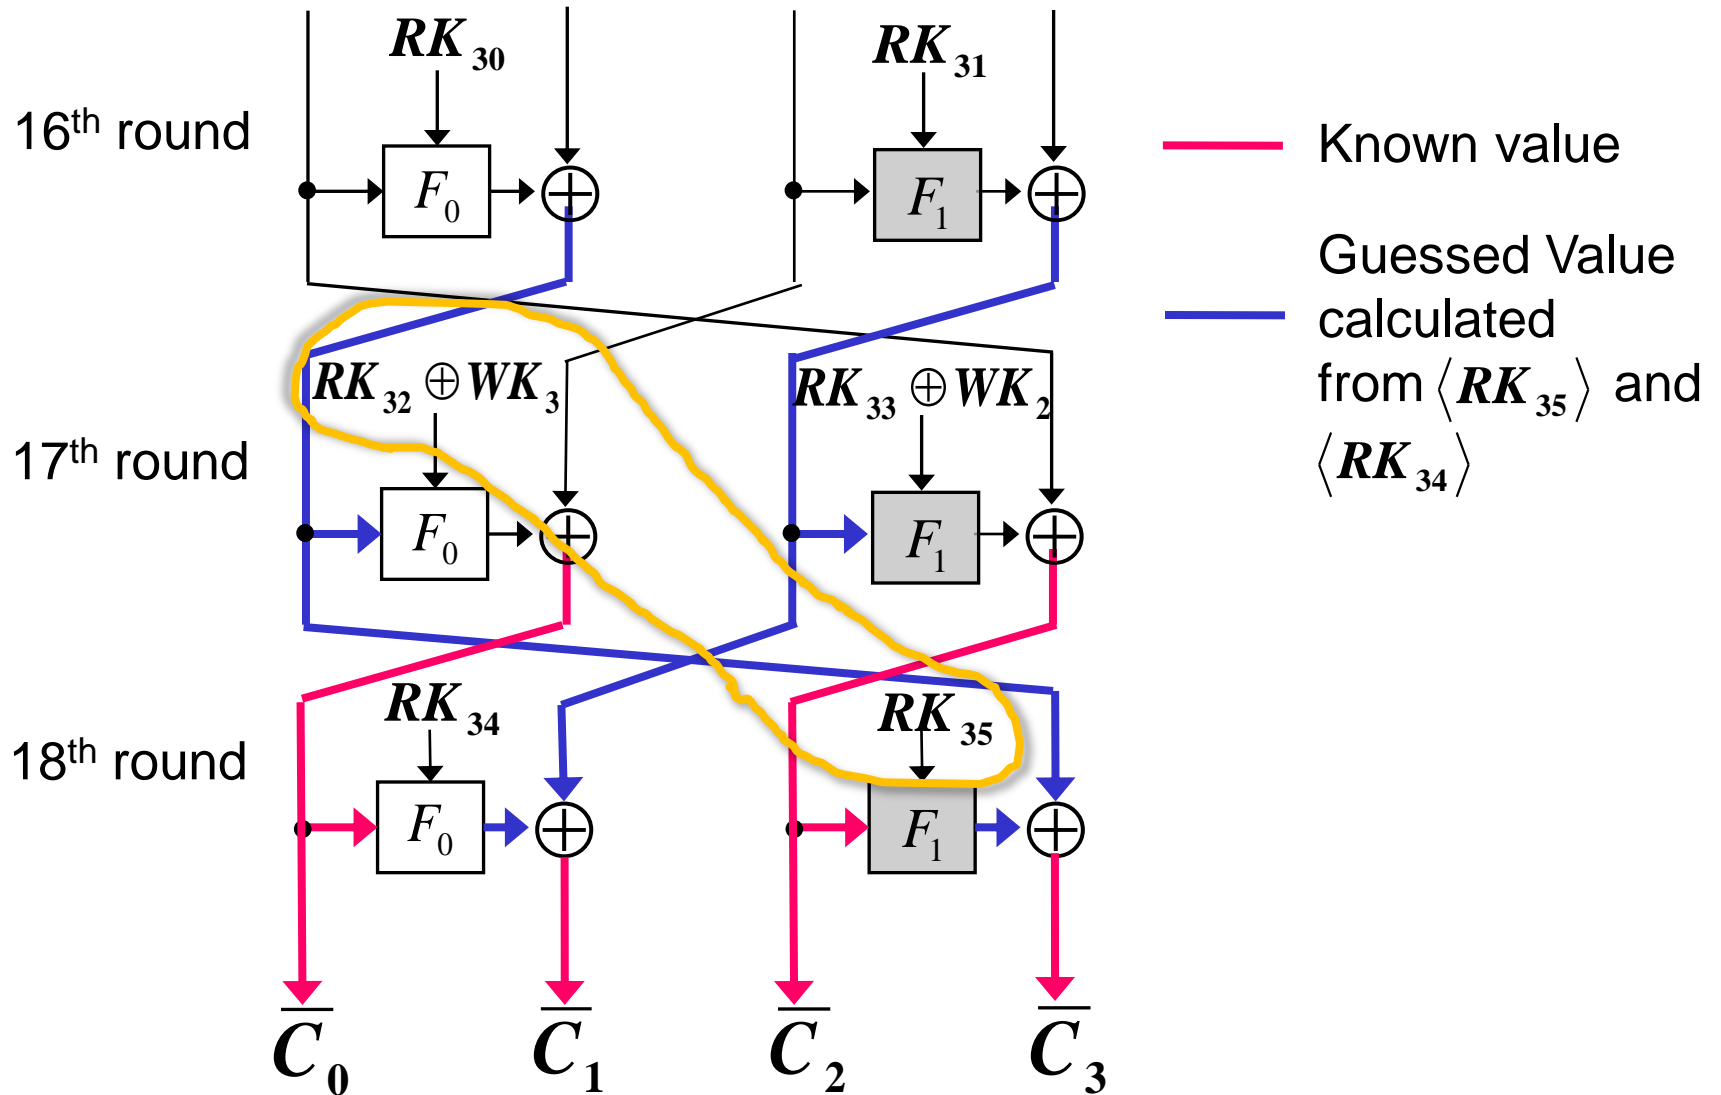 RK₃₀
RK₃₁
16ᵗʰ round
F₀
F₁
Known value
Guessed Value
calculated
from ⟨RK₃₅⟩ and
⟨RK₃₄⟩
RK₃₂ ⊕ WK₃
RK₃₃ ⊕ WK₂
17ᵗʰ round
F₀
F₁
RK₃₄
RK₃₅
18ᵗʰ round
F₀
F₁
C̅₀
C̅₁
C̅₂
C̅₃